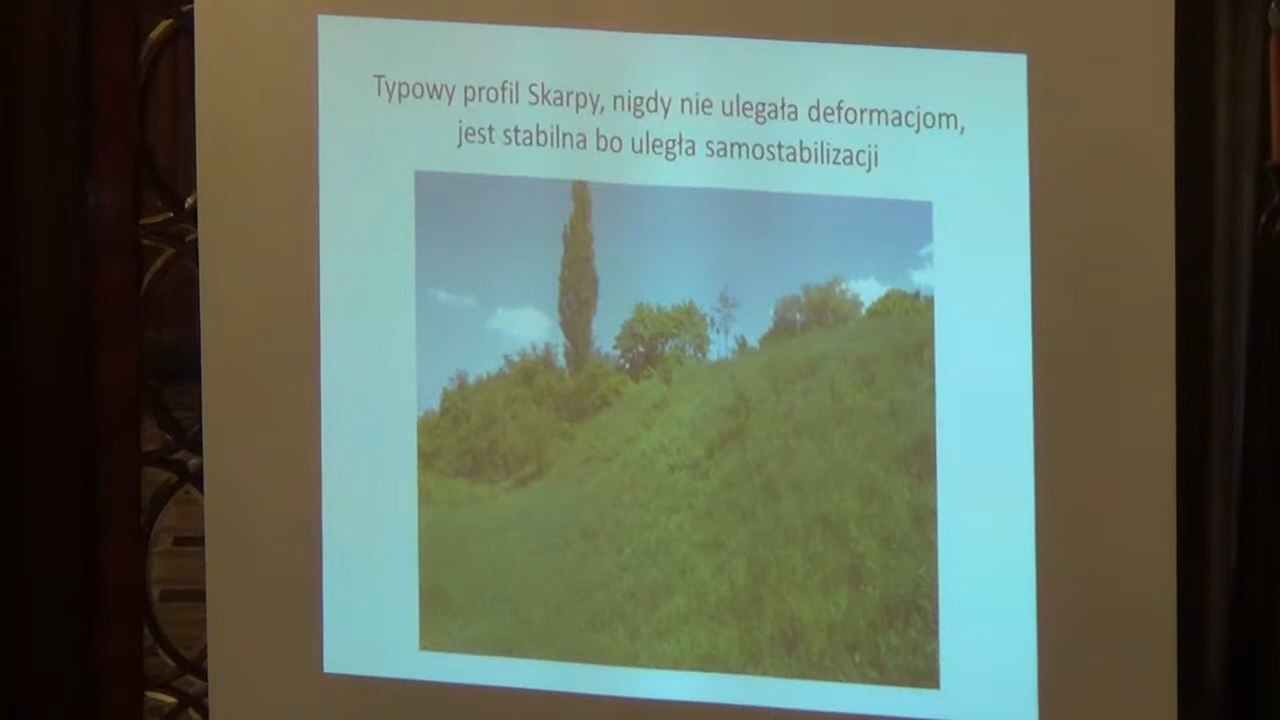 Typowy profil Skarpy, nigdy nie ulegała deformacjom,
jest stabilna bo uległa samostabilizacji